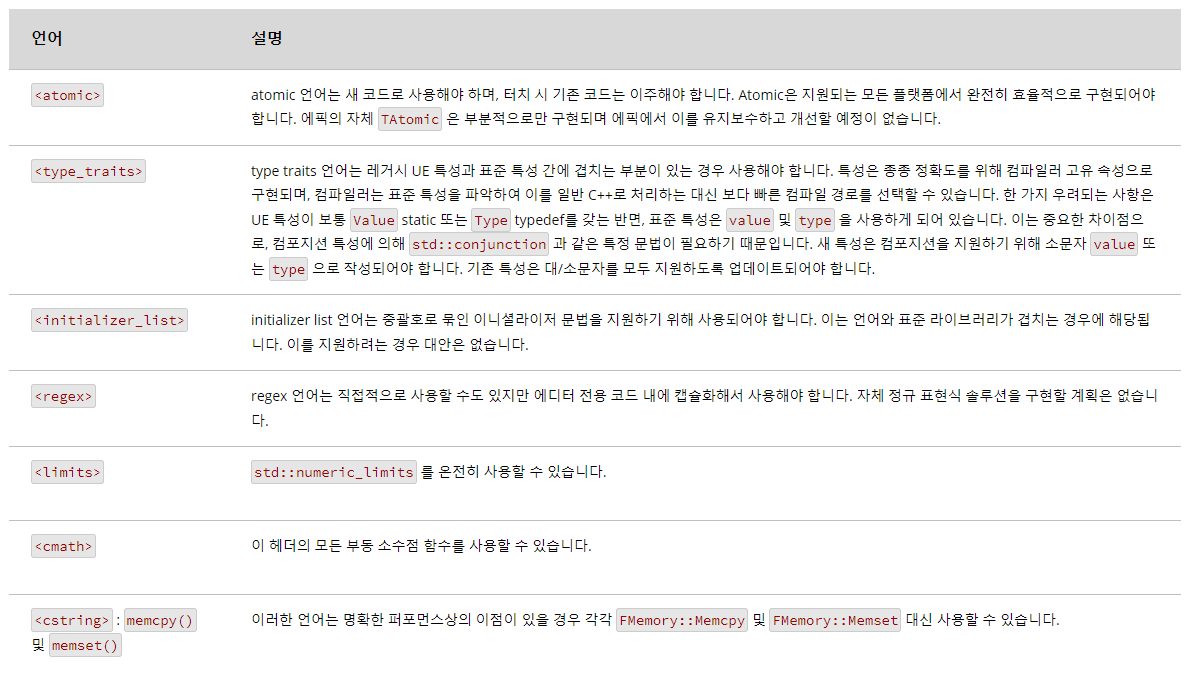 언어 설명
<atomic> atomic 언어는 새 코드로 사용해야 하며, 터치 시 기존 코드는 이주해야 합니다. Atomic은 지원되는 모든 플랫폼에서 완전히 효율적으로 구현되어야
합니다. 에픽의 자체 TAtomic 은 부분적으로만 구현되며 에픽에서 이를 유지보수하고 개선할 예정이 없습니다.
<type_traits> type traits 언어는 레거시 UE 특성과 표준 특성 간에 겹치는 부분이 있는 경우 사용해야 합니다. 특성은 종종 정확도를 위해 컴파일러 고유 속성으로
구현되며, 컴파일러는 표준 특성을 파악하여 이를 일반 C++로 처리하는 대신 보다 빠른 컴파일 경로를 선택할 수 있습니다. 한 가지 우려되는 사항은
UE 특성이 보통 Value static 또는 Type typedef를 갖는 반면, 표준 특성은 value 및 type 을 사용하게 되어 있습니다. 이는 중요한 차이점으
로, 컴포지션 특성에 의해 std::conjunction 과 같은 특정 문법이 필요하기 때문입니다. 새 특성은 컴포지션을 지원하기 위해 소문자 value 또
는 type 으로 작성되어야 합니다. 기존 특성은 대/소문자를 모두 지원하도록 업데이트되어야 합니다.
<initializer_list> initializer list 언어는 중괄호로 묶인 이니셜라이저 문법을 지원하기 위해 사용되어야 합니다. 이는 언어와 표준 라이브러리가 겹치는 경우에 해당됩
니다. 이를 지원하려는 경우 대안은 없습니다.
<regex> regex 언어는 직접적으로 사용할 수도 있지만 에디터 전용 코드 내에 캡슐화해서 사용해야 합니다. 자체 정규 표현식 솔루션을 구현할 계획은 없습니
다.
<limits> std::numeric_limits 를 온전히 사용할 수 있습니다.
<cmath> 이 헤더의 모든 부동 소수점 함수를 사용할 수 있습니다.
<cstring> : memcpy() 이러한 언어는 명확한 퍼포먼스상의 이점이 있을 경우 각각 FMemory::Memcpy 및 FMemory::Memset 대신 사용할 수 있습니다.
및 memset()